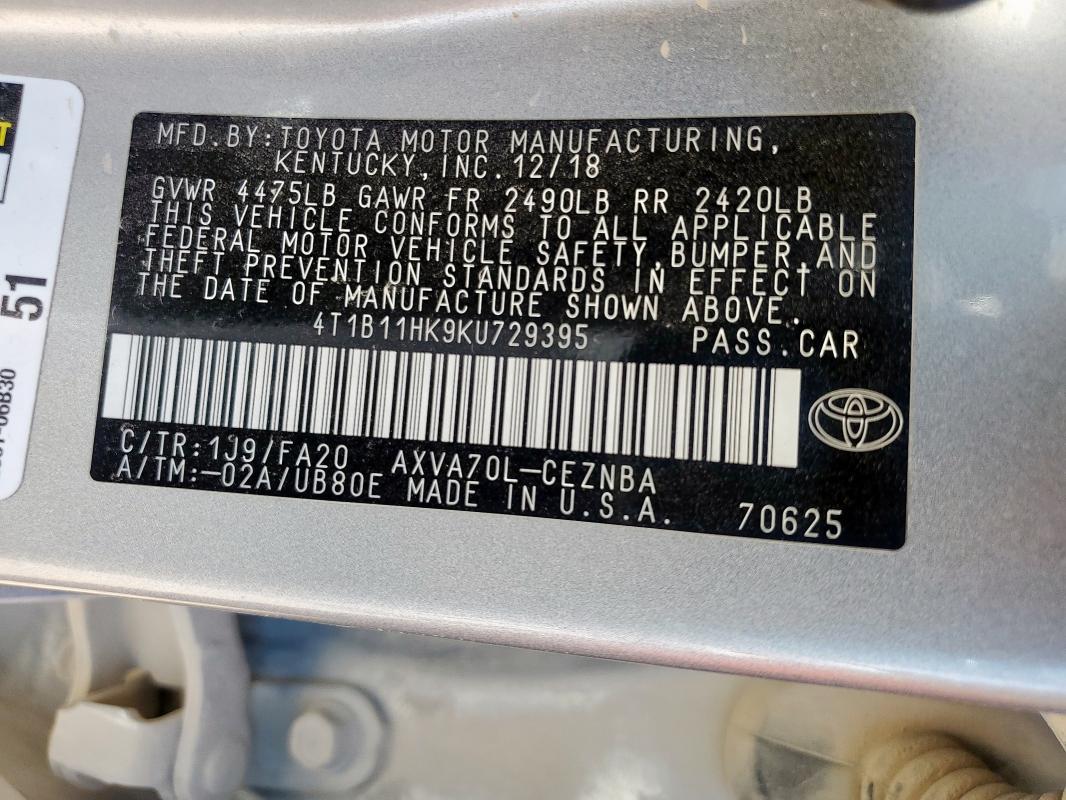 MFD.BY:TOYOTA MOTOR MANUFACTURING,
KENTUCKY, INC. 12/18
GVWR 4475LB GAWR FR 2490LB RR 2420LB
THIS VEHICLE CONFORMS TO ALL APPLICABLE
FEDERAL MOTOR VEHICLE SAFETY, BUMPER, AND
THEFT PREVENTION STANDARDS IN EFFECT ON
THE DATE OF MANUFACTURE SHOWN ABOVE.
4T1B11HK9KU729395 PASS.CAR
C/TR:1J9/FA20 AXVA70L-CEZNBA
A/TM:-02A/UB80E MADE IN U.S.A. 70625
51
06B30